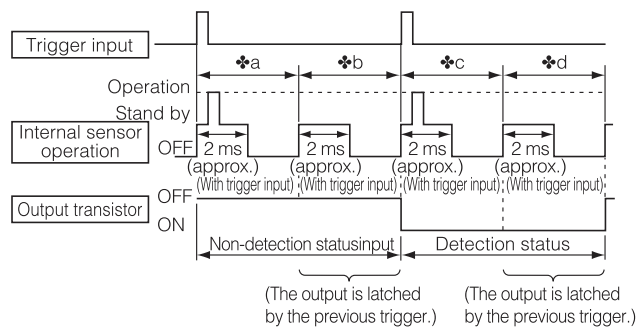 Trigger input
✤a ✤b ✤c ✤d
Operation
Stand by
Internal sensor
operation
OFF
2 ms 2 ms 2 ms 2 ms
(approx.) (approx.) (approx.) (approx.)
(With trigger input) (With trigger input) (With trigger input) (With trigger input)
OFF
Output transistor
ON
Non-detection statusinput Detection status
(The output is latched (The output is latched
by the previous trigger.) by the previous trigger.)